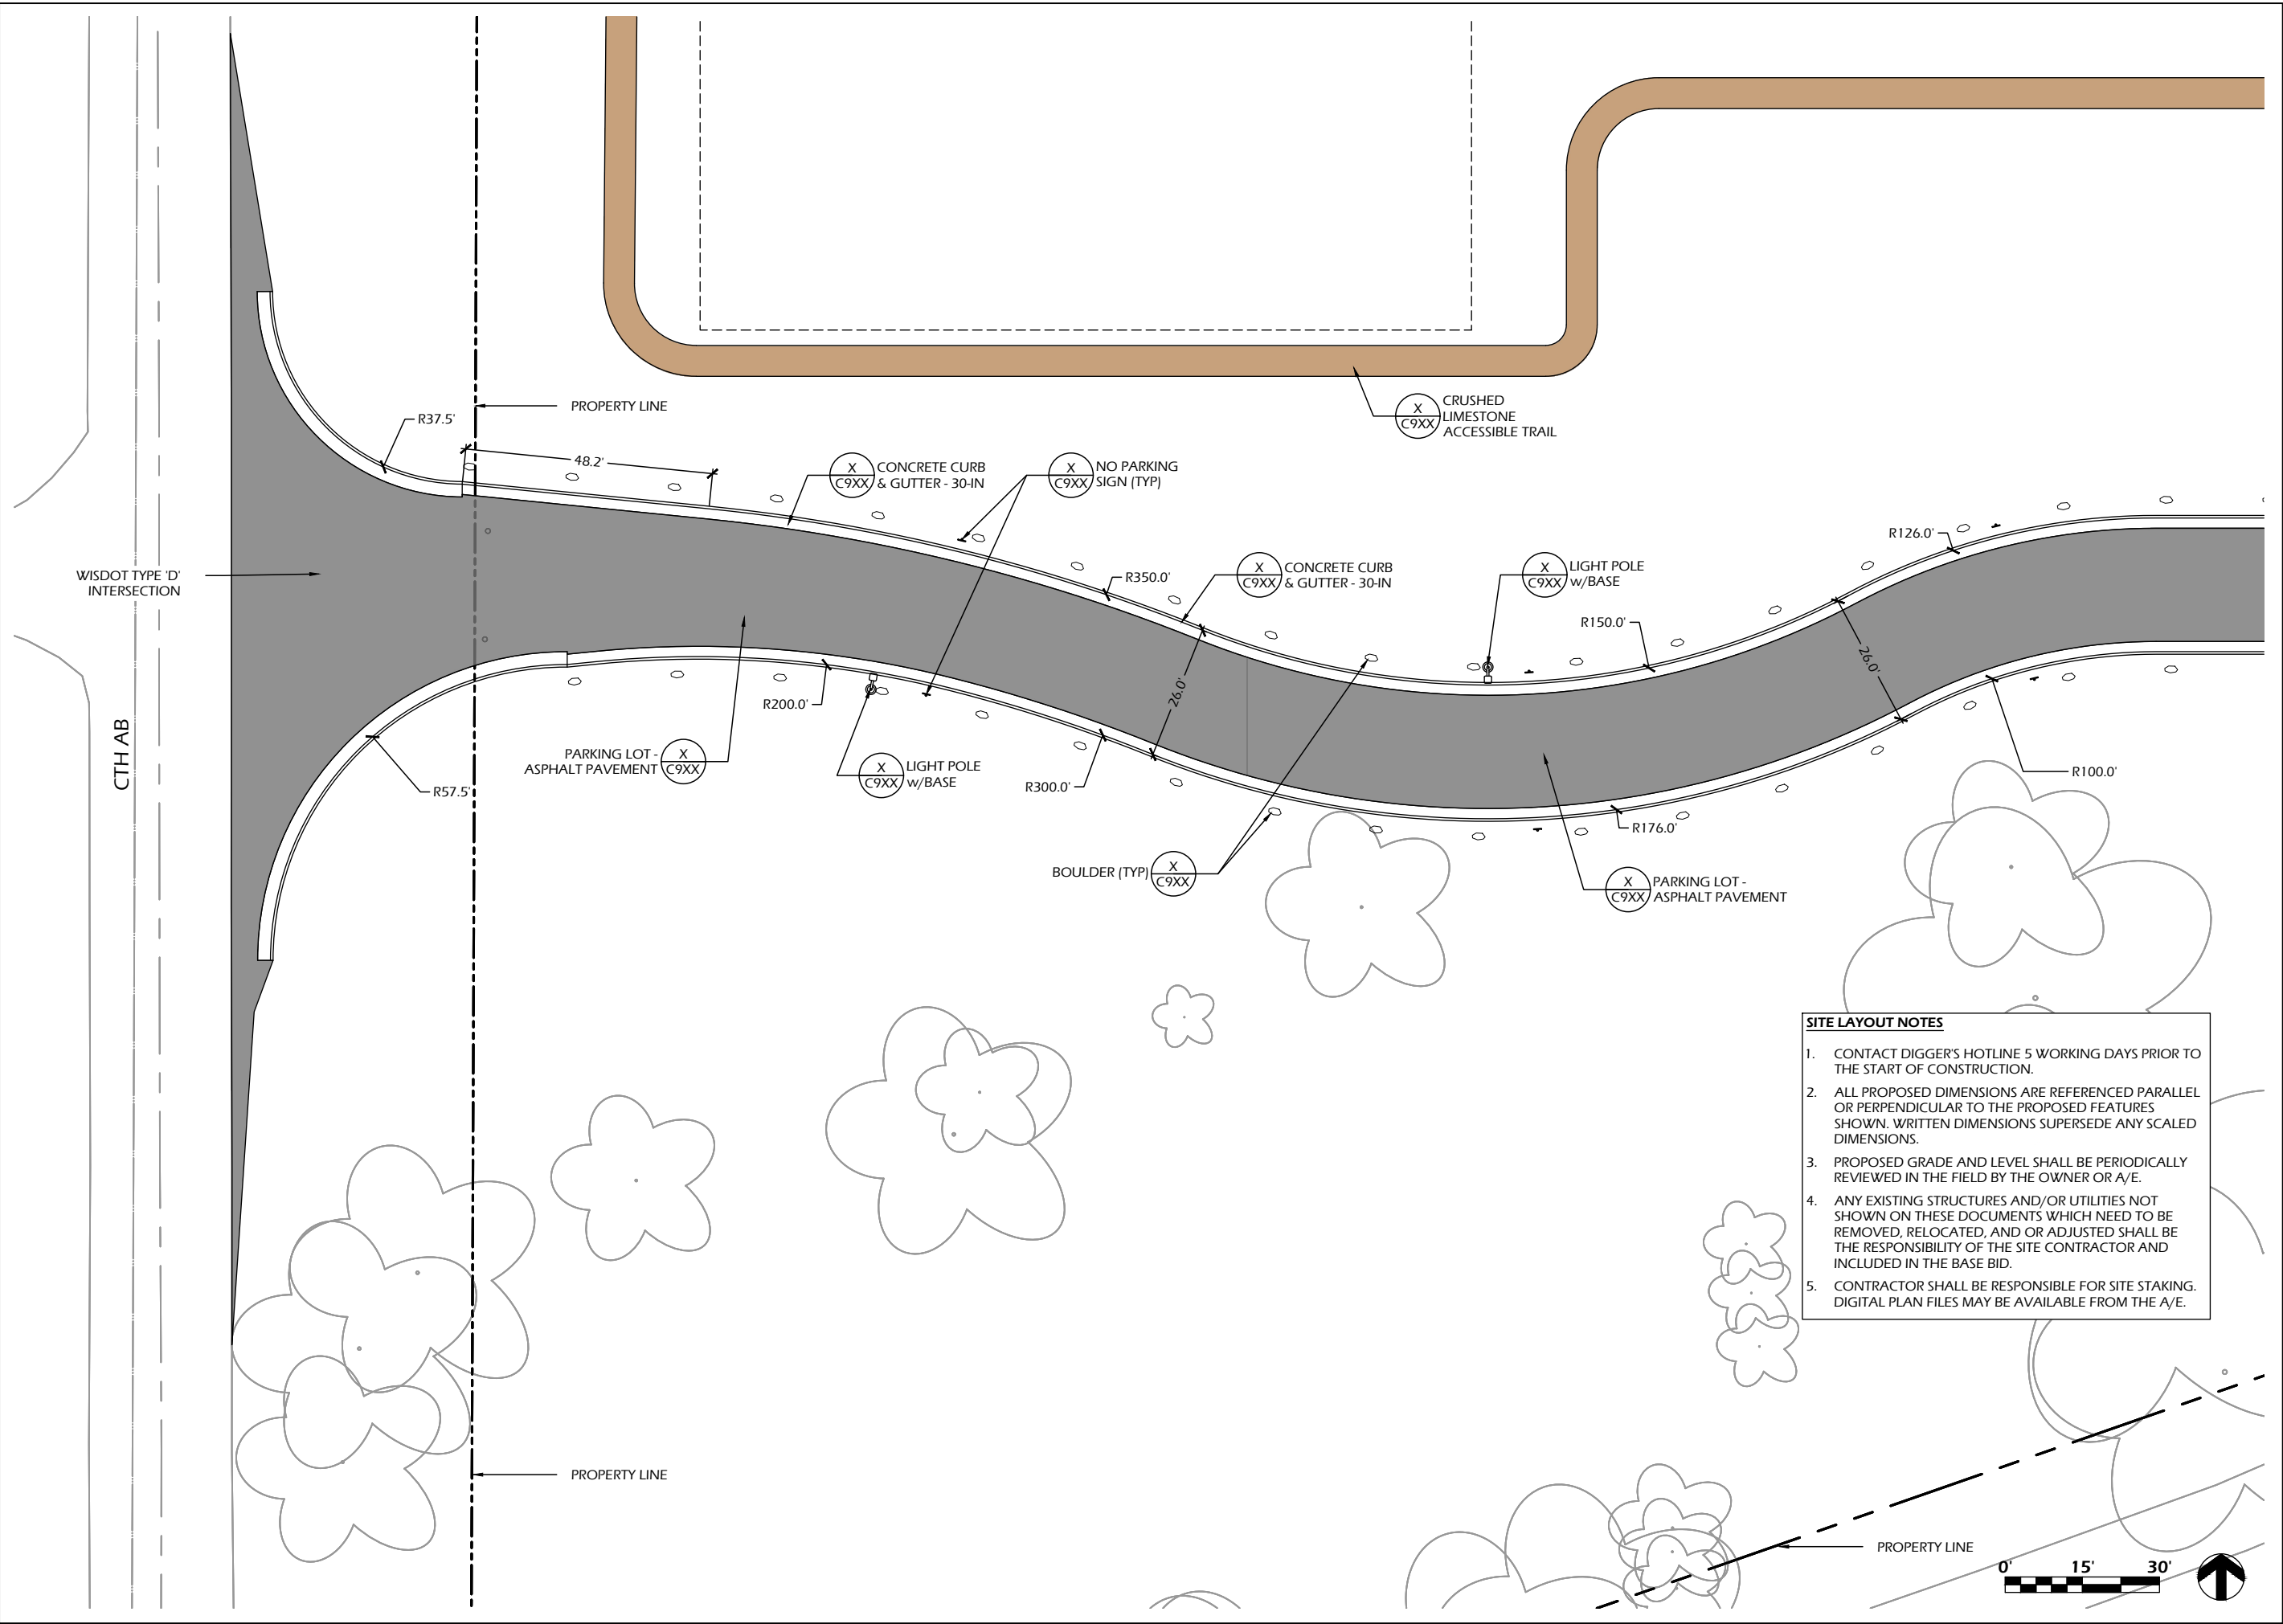 PROPERTY LINE
R37.5'
48.2'
X
C9XX
CONCRETE CURB
& GUTTER - 30-IN
X
C9XX
NO PARKING
SIGN (TYP)
X
C9XX
CRUSHED
LIMESTONE
ACCESSIBLE TRAIL
WISDOT TYPE 'D'
INTERSECTION
R350.0'
X
C9XX
CONCRETE CURB
& GUTTER - 30-IN
X
C9XX
LIGHT POLE
w/BASE
R150.0'
R126.0'
26.0'
26.0'
R200.0'
PARKING LOT -
ASPHALT PAVEMENT
X
C9XX
X
C9XX
LIGHT POLE
w/BASE
R300.0'
R57.5'
CTH AB
R100.0'
R176.0'
BOULDER (TYP)
X
C9XX
X
C9XX
PARKING LOT -
ASPHALT PAVEMENT
SITE LAYOUT NOTES
1. CONTACT DIGGER'S HOTLINE 5 WORKING DAYS PRIOR TO
THE START OF CONSTRUCTION.
2. ALL PROPOSED DIMENSIONS ARE REFERENCED PARALLEL
OR PERPENDICULAR TO THE PROPOSED FEATURES
SHOWN. WRITTEN DIMENSIONS SUPERSEDE ANY SCALED
DIMENSIONS.
3. PROPOSED GRADE AND LEVEL SHALL BE PERIODICALLY
REVIEWED IN THE FIELD BY THE OWNER OR A/E.
4. ANY EXISTING STRUCTURES AND/OR UTILITIES NOT
SHOWN ON THESE DOCUMENTS WHICH NEED TO BE
REMOVED, RELOCATED, AND OR ADJUSTED SHALL BE
THE RESPONSIBILITY OF THE SITE CONTRACTOR AND
INCLUDED IN THE BASE BID.
5. CONTRACTOR SHALL BE RESPONSIBLE FOR SITE STAKING.
DIGITAL PLAN FILES MAY BE AVAILABLE FROM THE A/E.
PROPERTY LINE
PROPERTY LINE
0' 15' 30'